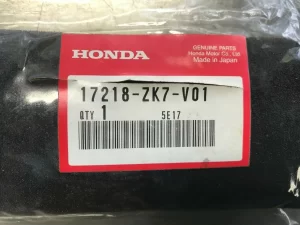 HONDA
GENUINE PARTS
Honda Motor Co., Ltd.
Made in Japan
17218-ZK7-V01
QTY 1 5E17